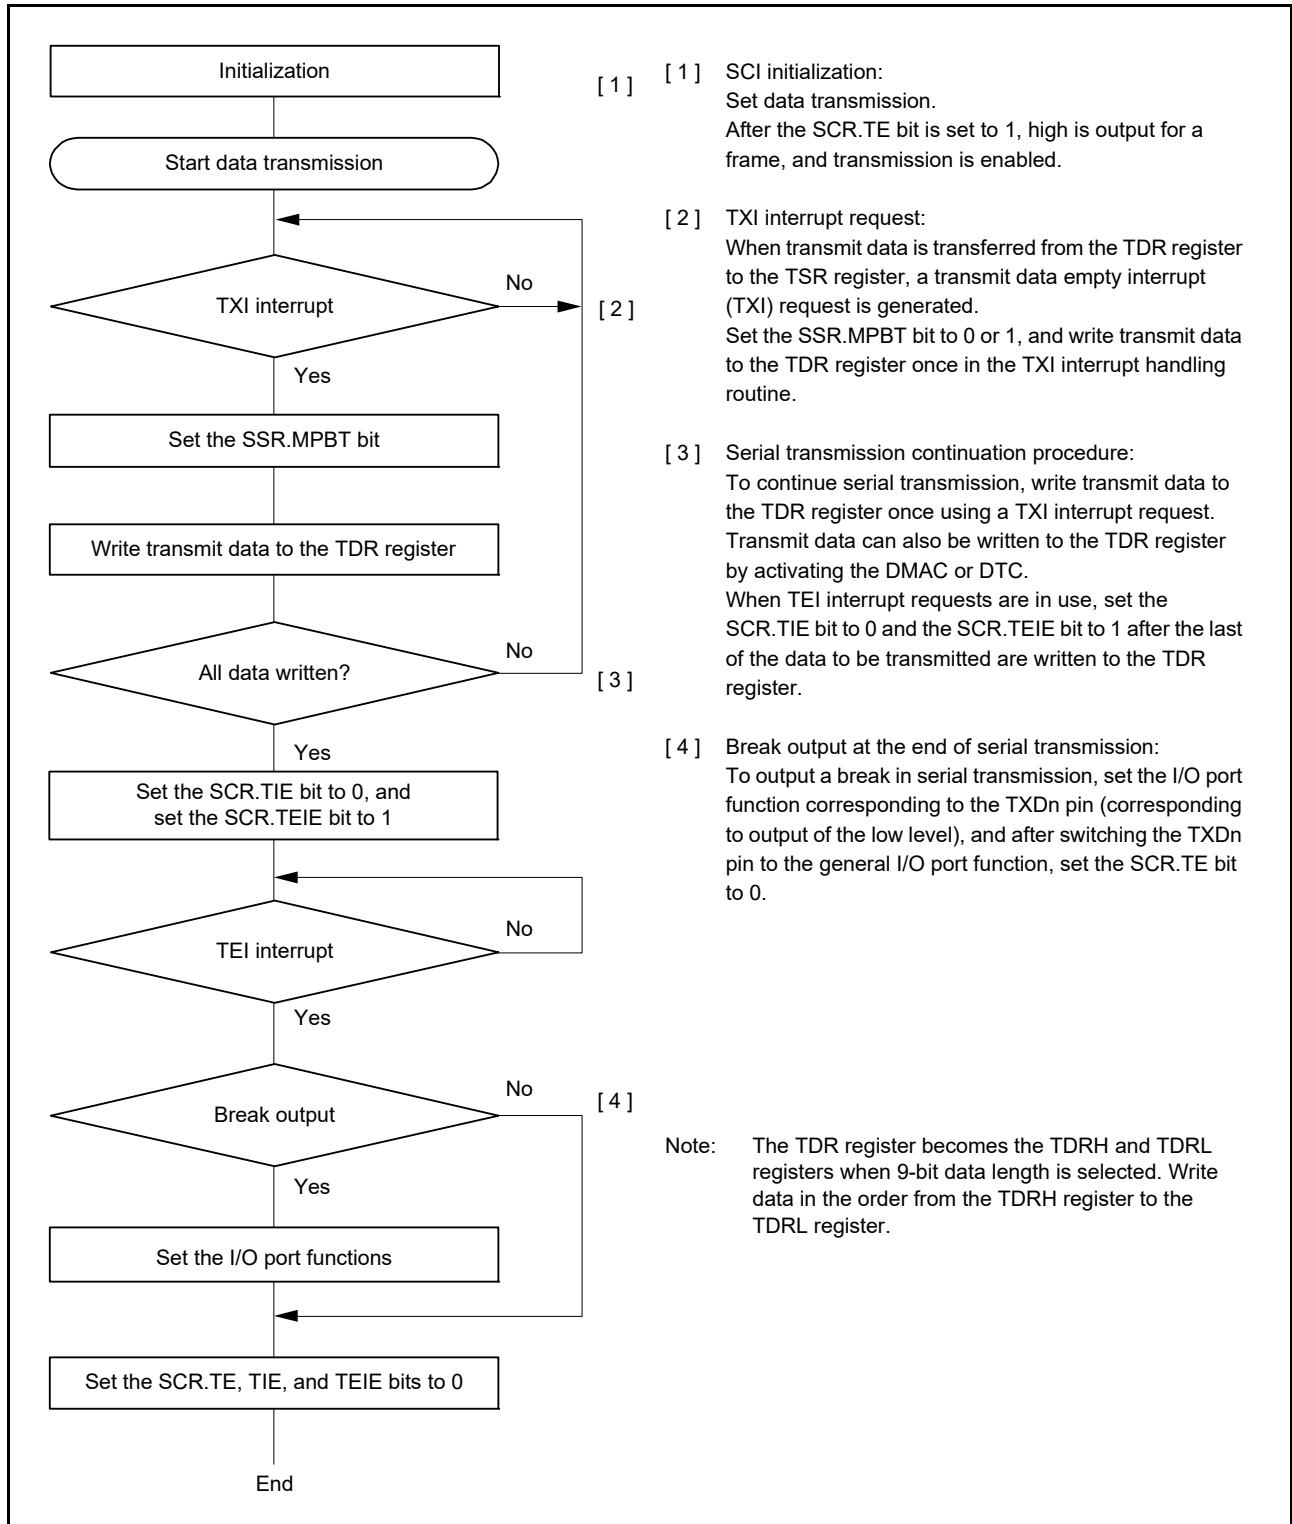 Initialization
[ 1 ]
Start data transmission
TXI interrupt
No
[ 2 ]
Yes
Set the SSR.MPBT bit
Write transmit data to the TDR register
All data written?
No
[ 3 ]
Yes
Set the SCR.TIE bit to 0, and
set the SCR.TEIE bit to 1
TEI interrupt
No
Yes
Break output
No
[ 4 ]
Yes
Set the I/O port functions
Set the SCR.TE, TIE, and TEIE bits to 0
End
[ 1 ] SCI initialization:
Set data transmission.
After the SCR.TE bit is set to 1, high is output for a
frame, and transmission is enabled.
[ 2 ] TXI interrupt request:
When transmit data is transferred from the TDR register
to the TSR register, a transmit data empty interrupt
(TXI) request is generated.
Set the SSR.MPBT bit to 0 or 1, and write transmit data
to the TDR register once in the TXI interrupt handling
routine.
[ 3 ] Serial transmission continuation procedure:
To continue serial transmission, write transmit data to
the TDR register once using a TXI interrupt request.
Transmit data can also be written to the TDR register
by activating the DMAC or DTC.
When TEI interrupt requests are in use, set the
SCR.TIE bit to 0 and the SCR.TEIE bit to 1 after the last
of the data to be transmitted are written to the TDR
register.
[ 4 ] Break output at the end of serial transmission:
To output a break in serial transmission, set the I/O port
function corresponding to the TXDn pin (corresponding
to output of the low level), and after switching the TXDn
pin to the general I/O port function, set the SCR.TE bit
to 0.
Note: The TDR register becomes the TDRH and TDRL
registers when 9-bit data length is selected. Write
data in the order from the TDRH register to the
TDRL register.